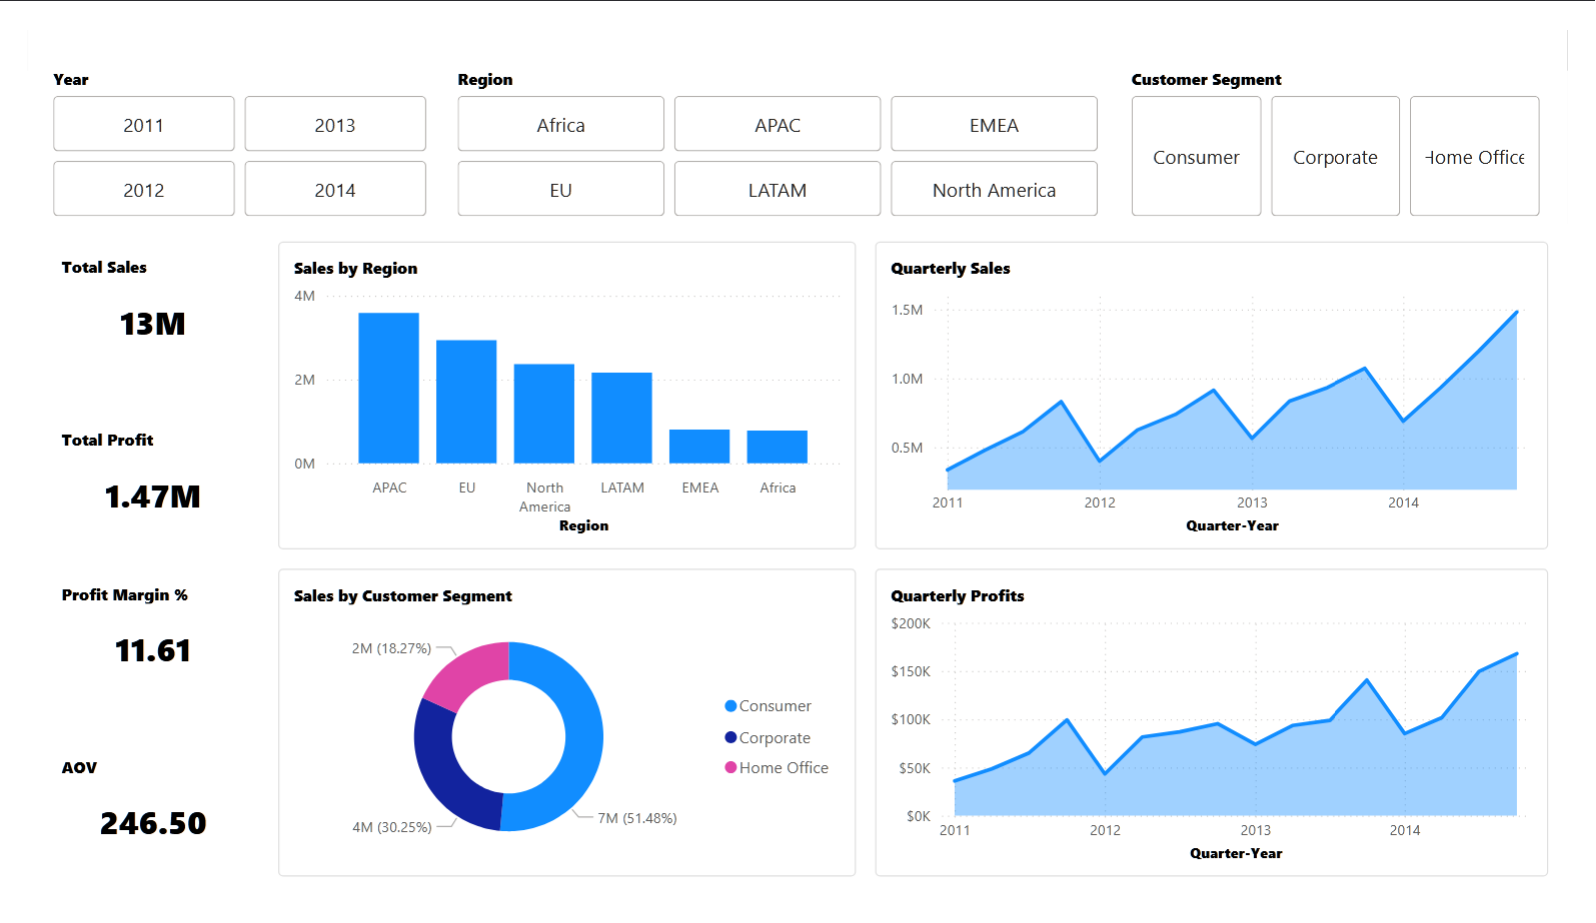 Year
2011
2013
2012
2014
Region
Africa
APAC
EMEA
EU
LATAM
North America
Customer Segment
Consumer
Corporate
Home Office
Total Sales
13M
Total Profit
1.47M
Profit Margin %
11.61
AOV
246.50
Sales by Region
4M
2M
0M
APAC
EU
North
America
LATAM
EMEA
Africa
Region
Quarterly Sales
1.5M
1.0M
0.5M
2011
2012
2013
2014
Quarter-Year
Sales by Customer Segment
2M (18.27%)
4M (30.25%)
7M (51.48%)
Consumer
Corporate
Home Office
Quarterly Profits
$200K
$150K
$100K
$50K
$0K
2011
2012
2013
2014
Quarter-Year